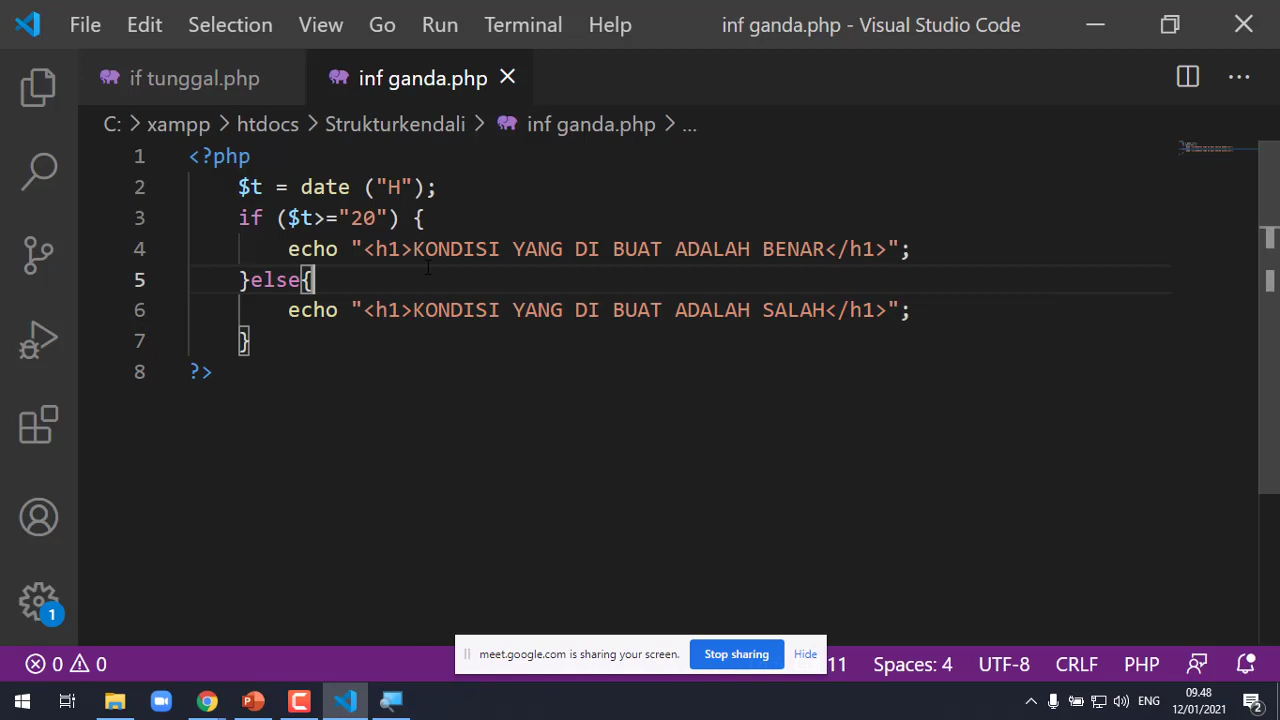 File Edit Selection View Go Run Terminal Help inf ganda.php - Visual Studio Code
if tunggal.php inf ganda.php
C: > xampp > htdocs > Strukturkendali > inf ganda.php > ...
1 <?php
2 $t = date ("H");
3 if ($t>="20") {
4 echo "<h1>KONDISI YANG DI BUAT ADALAH BENAR</h1>";
5 }else{
6 echo "<h1>KONDISI YANG DI BUAT ADALAH SALAH</h1>";
7 }
8 ?>
1
meet.google.com is sharing your screen. Stop sharing Hide
0 0 11 Spaces: 4 UTF-8 CRLF PHP
ENG 09.48
12/01/2021 2